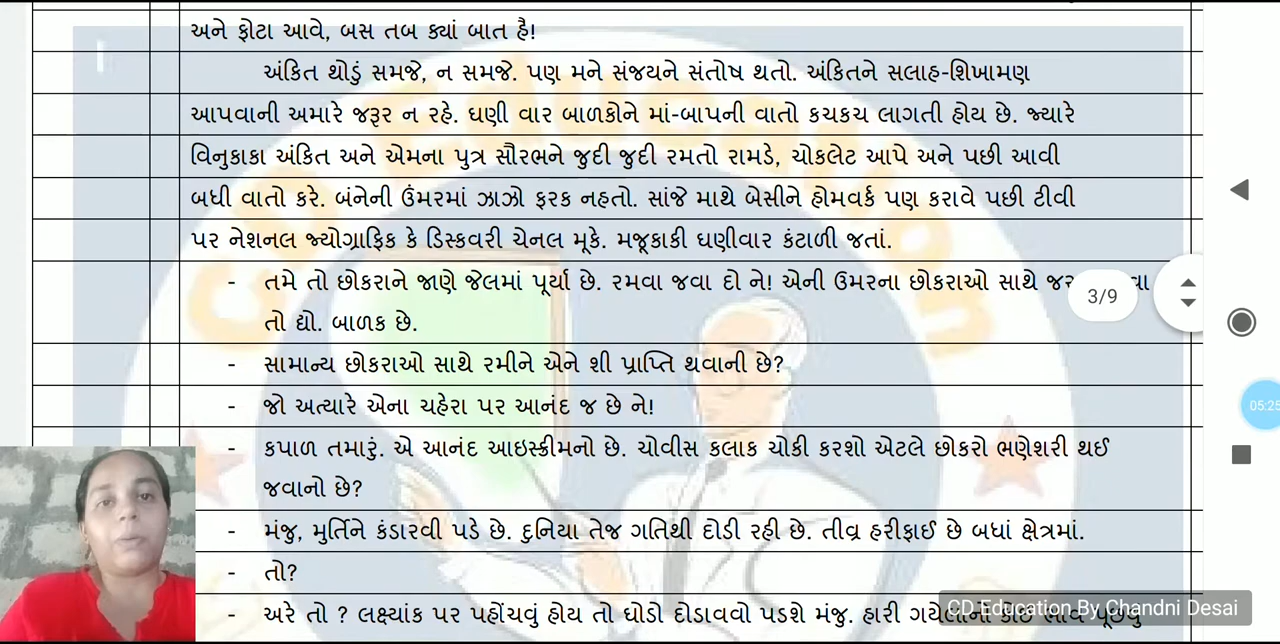 અને ફોટા આવે, બસ તબ ક્યાં બાત હૈ!
અંકિત થોડું સમજે, ન સમજે. પણ મને સંજયને સંતોષ થતો. અંકિતને સલાહ-શિખામણ
આપવાની અમારે જરૂર ન રહે. ઘણી વાર બાળકોને માં-બાપની વાતો કચકચ લાગતી હોય છે. જ્યારે
વિનુકાકા અંકિત અને એમના પુત્ર સૌરભને જુદી જુદી રમતો રામડે, ચોકલેટ આપે અને પછી આવી
બધી વાતો કરે. બંનેની ઉંમરમાં ઝાઝો ફરક નહતો. સાંજે માથે બેસીને હોમવર્ક પણ કરાવે પછી ટીવી
પર નેશનલ જ્યોગ્રાફિક કે ડિસ્કવરી ચેનલ મૂકે. મજૂકાકી ઘણીવાર કંટાળી જતાં.
- તમે તો છોકરાને જાણે જેલમાં પૂર્યા છે. રમવા જવા દો ને! એની ઉમરના છોકરાઓ સાથે
3/9
તો દ્યો. બાળક છે.
- સામાન્ય છોકરાઓ સાથે રમીને એને શી પ્રાપ્તિ થવાની છે?
- જો અત્યારે એના ચહેરા પર આનંદ જ છે ને!
05:25
- કપાળ તમારું. એ આનંદ આઇસ્ક્રીમનો છે. ચોવીસ કલાક ચોકી કરશો એટલે છોકરો ભણેશરી થઈ
જવાનો છે?
- મંજુ, મુર્તિને કંડારવી પડે છે. દુનિયા તેજ ગતિથી દોડી રહી છે. તીવ્ર હરીફાઈ છે બધાં ક્ષેત્રમાં.
- તો?
- અરે તો ? લક્ષ્યાંક પર પહોંચવું હોય તો ઘોડો દોડાવવો પડશે મંજુ. હારી
CD Education By Chandni Desai
CD Education